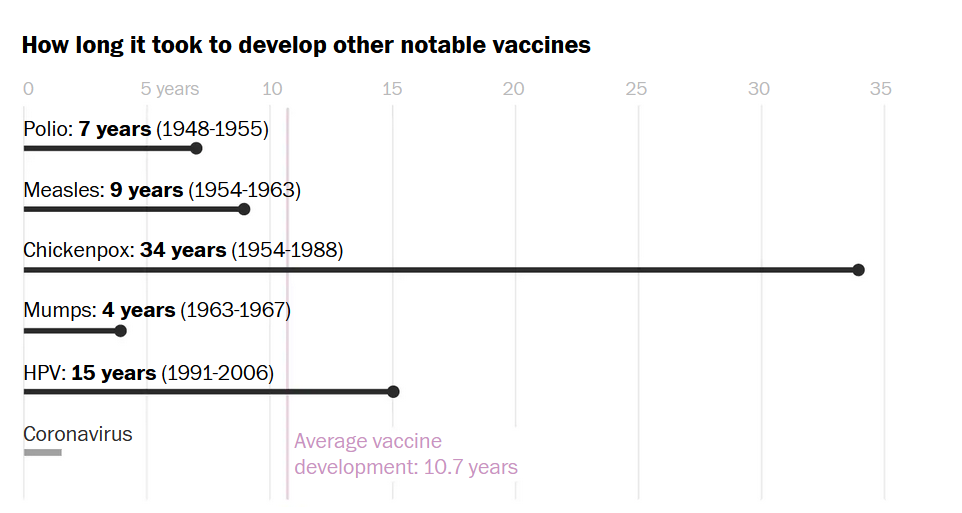 How long it took to develop other notable vaccines
0 5 years 10 15 20 25 30 35
Polio: 7 years (1948-1955)
Measles: 9 years (1954-1963)
Chickenpox: 34 years (1954-1988)
Mumps: 4 years (1963-1967)
HPV: 15 years (1991-2006)
Coronavirus
Average vaccine
development: 10.7 years